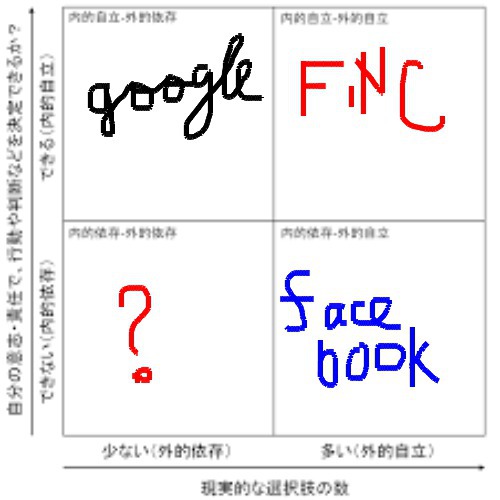 内的自立-外的依存
内的自立-外的自立
google
FiNC
内的依存-外的依存
内的依存-外的自立
?
face
book
自分の意志・責任で、行動や判断などを決定できるか?
できる(内的自立)
できない(内的依存)
少ない(外的依存)
多い(外的自立)
現実的な選択肢の数